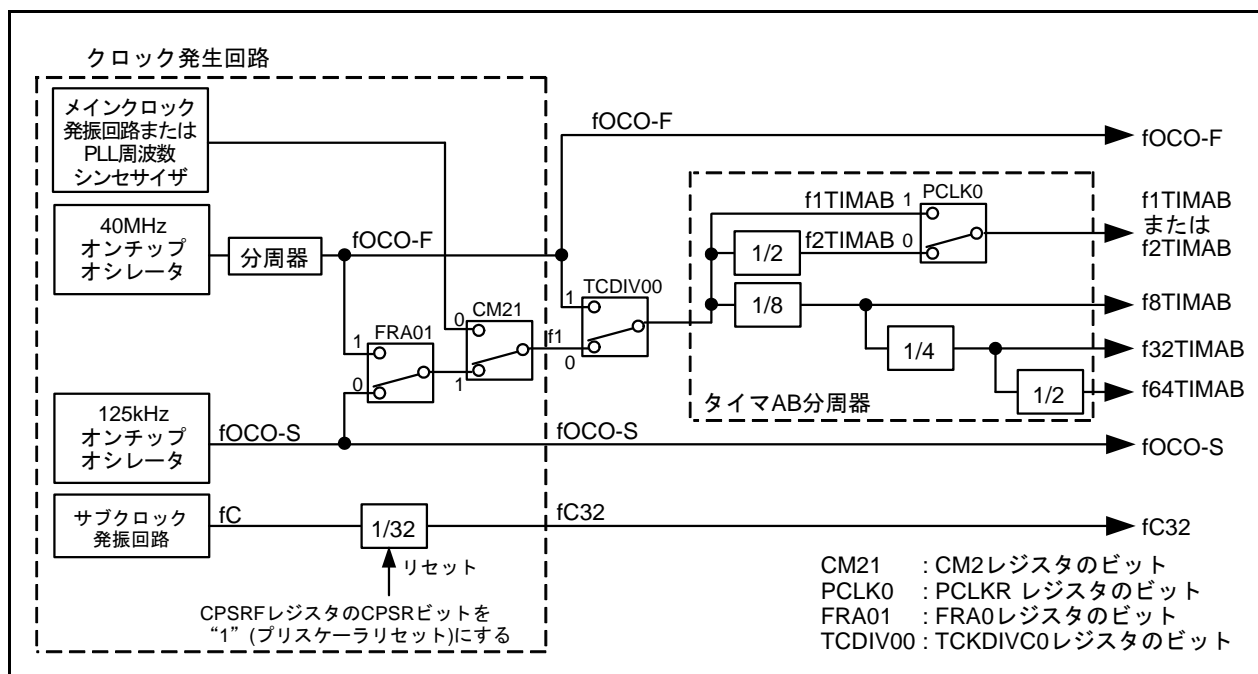 クロック発生回路
メインクロック
発振回路または
PLL周波数
シンセサイザ
40MHz
オンチップ
オシレータ
分周器
fOCO-F
fOCO-F
fOCO-F
FRA01
1
0
CM21
0
1
f1
TCDIV00
1
0
f1TIMAB
1
PCLK0
1/2
f2TIMAB
0
f1TIMAB
または
f2TIMAB
1/8
f8TIMAB
1/4
f32TIMAB
1/2
f64TIMAB
タイマAB分周器
125kHz
オンチップ
オシレータ
fOCO-S
fOCO-S
fOCO-S
サブクロック
発振回路
fC
1/32
fC32
fC32
リセット
CPSRFレジスタのCPSRビットを
“1”(プリスケーラリセット)にする
CM21 : CM2レジスタのビット
PCLK0 : PCLKR レジスタのビット
FRA01 : FRA0レジスタのビット
TCDIV00 : TCKDIVC0レジスタのビット